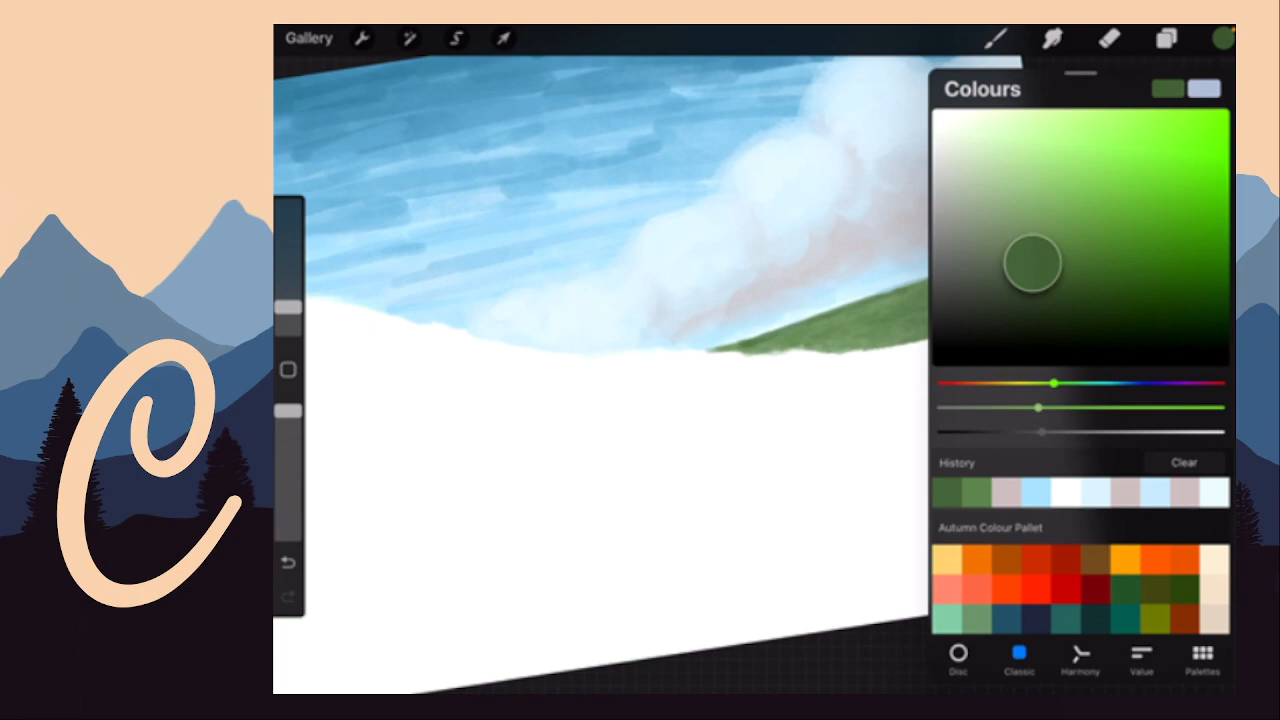 Gallery
Colours
History
Clear
Autumn Colour Pallet
Disc
Classic
Harmony
Value
Palettes
C